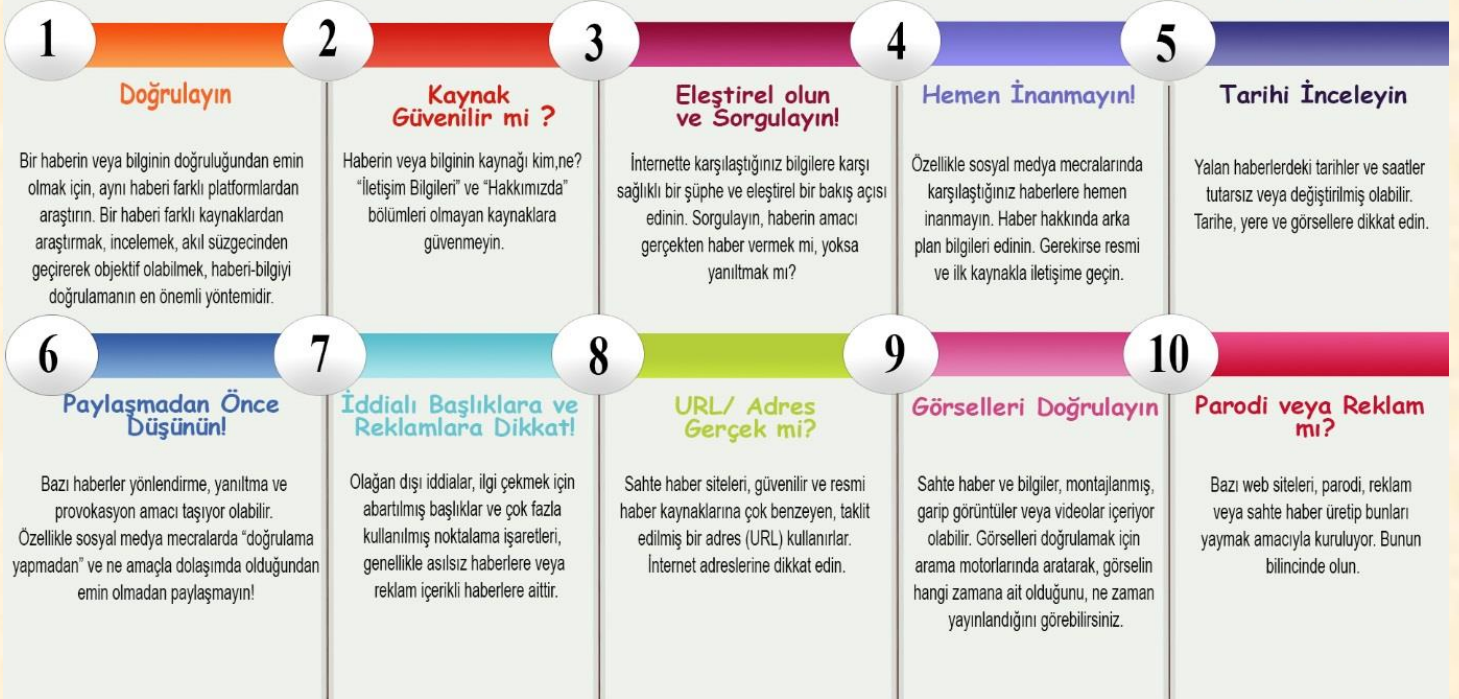 1
Doğrulayın
Bir haberin veya bilginin doğruluğundan emin
olmak için, aynı haberi farklı platformlardan
araştırın. Bir haberi farklı kaynaklardan
araştırmak, incelemek, akıl süzgecinden
geçirerek objektif olabilmek, haberi-bilgiyi
doğrulamanın en önemli yöntemidir.
2
Kaynak
Güvenilir mi ?
Haberin veya bilginin kaynağı kim,ne?
“İletişim Bilgileri” ve “Hakkımızda”
bölümleri olmayan kaynaklara
güvenmeyin.
3
Eleştirel olun
ve Sorgulayın!
İnternette karşılaştığınız bilgilere karşı
sağlıklı bir şüphe ve eleştirel bir bakış açısı
edinin. Sorgulayın, haberin amacı
gerçekten haber vermek mi, yoksa
yanıltmak mı?
4
Hemen İnanmayın!
Özellikle sosyal medya mecralarında
karşılaştığınız haberlere hemen
inanmayın. Haber hakkında arka
plan bilgileri edinin. Gerekirse resmi
ve ilk kaynakla iletişime geçin.
5
Tarihi İnceleyin
Yalan haberlerdeki tarihler ve saatler
tutarsız veya değiştirilmiş olabilir.
Tarihe, yere ve görsellere dikkat edin.
6
Paylaşmadan Önce
Düşünün!
Bazı haberler yönlendirme, yanıltma ve
provokasyon amacı taşıyor olabilir.
Özellikle sosyal medya mecralarda “doğrulama
yapmadan” ve ne amaçla dolaşımda olduğundan
emin olmadan paylaşmayın!
7
İddialı Başlıklara ve
Reklamlara Dikkat!
Olağan dışı iddialar, ilgi çekmek için
abartılmış başlıklar ve çok fazla
kullanılmış noktalama işaretleri,
genellikle asılsız haberlere veya
reklam içerikli haberlere aittir.
8
URL/ Adres
Gerçek mi?
Sahte haber siteleri, güvenilir ve resmi
haber kaynaklarına çok benzeyen, taklit
edilmiş bir adres (URL) kullanırlar.
İnternet adreslerine dikkat edin.
9
Görselleri Doğrulayın
Sahte haber ve bilgiler, montajlanmış,
garip görüntüler veya videolar içeriyor
olabilir. Görselleri doğrulamak için
arama motorlarında aratarak, görselin
hangi zamana ait olduğunu, ne zaman
yayınlandığını görebilirsiniz.
10
Parodi veya Reklam
mı?
Bazı web siteleri, parodi, reklam
veya sahte haber üretip bunları
yaymak amacıyla kuruluyor. Bunun
bilincinde olun.